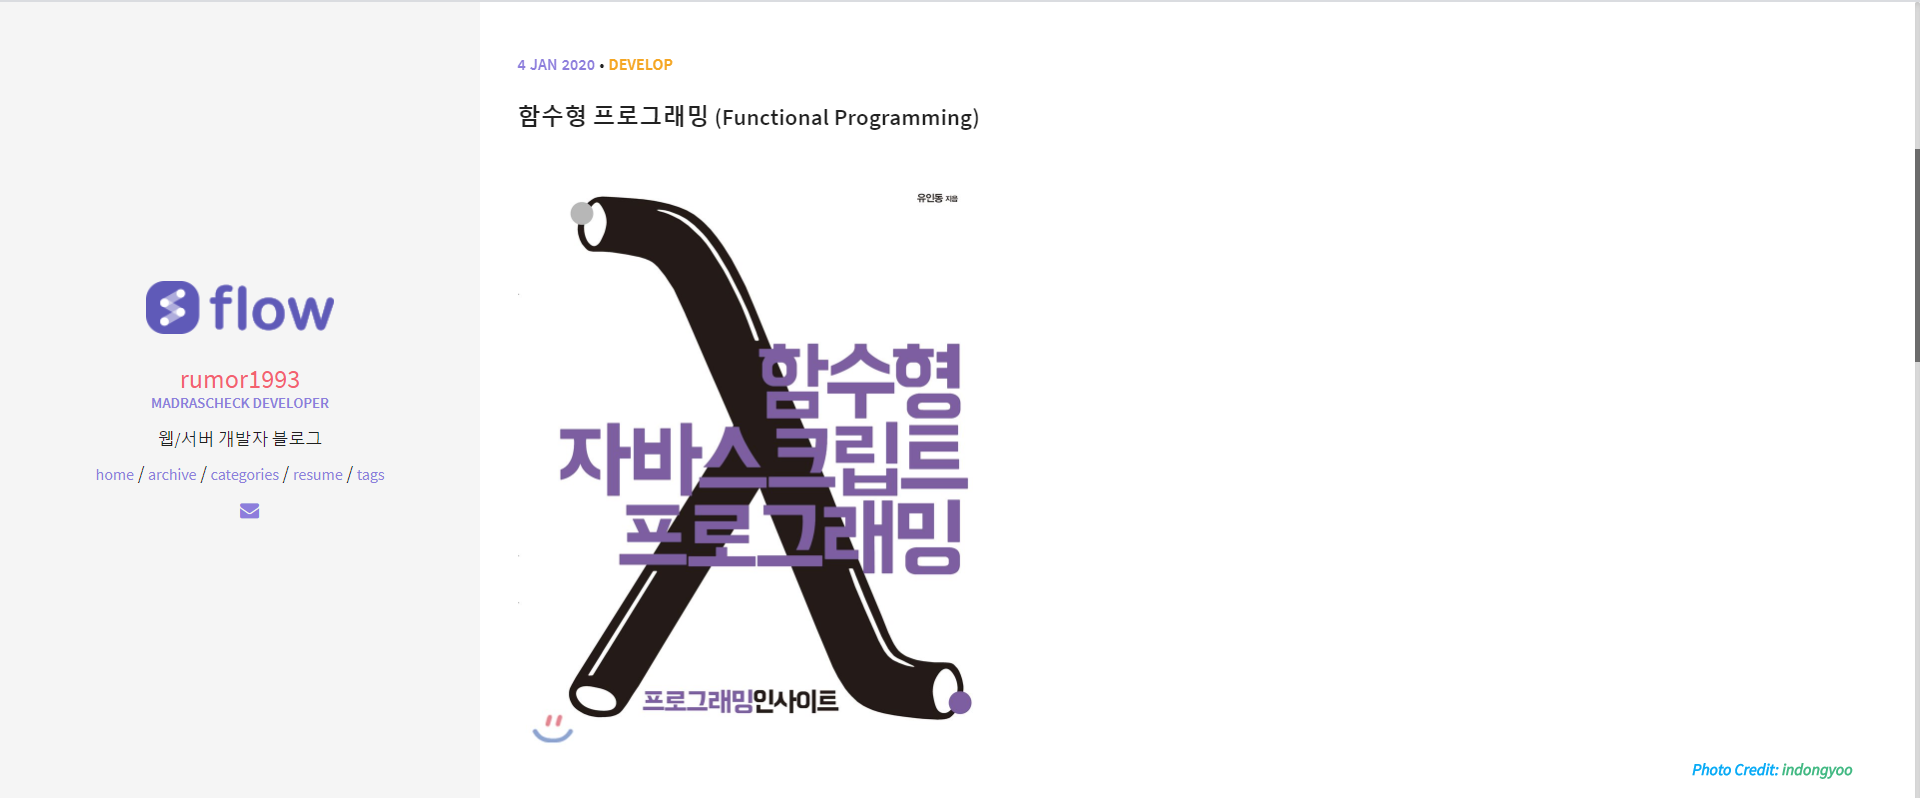 flow
rumor1993
MADRASCHECK DEVELOPER
웹/서버 개발자 블로그
home / archive / categories / resume / tags
4 JAN 2020 • DEVELOP
함수형 프로그래밍 (Functional Programming)
유인동 지음
함수형
자바스크립트
프로그래밍
프로그래밍인사이트
Photo Credit: indongyoo